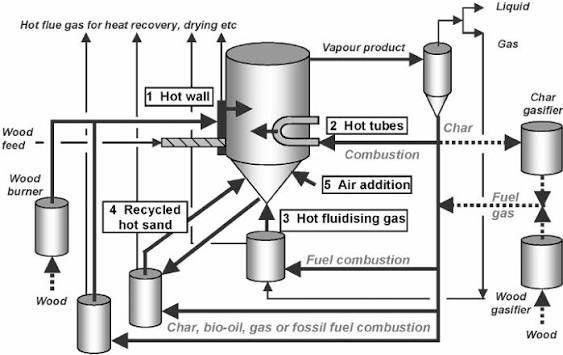 Liquid
Hot flue gas for heat recovery, drying etc
Vapour product
Gas
1 Hot wall
Char
gasifier
Wood
feed
2 Hot tubes
Char
Combustion
Wood
burner
5 Air addition
4 Recycled
hot sand
Fuel
gas
3 Hot fluidising gas
Fuel combustion
Wood
Wood
gasifier
Wood
Char, bio-oil, gas or fossil fuel combustion